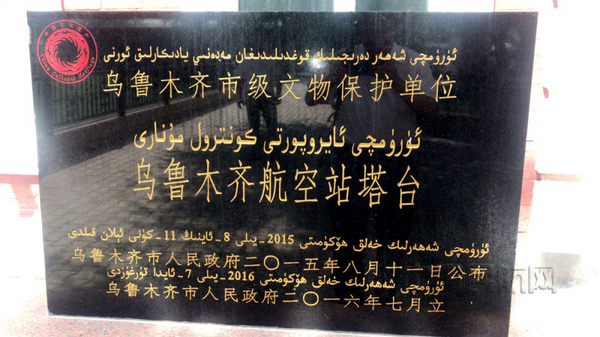 ئۈرۈمچى شەھەر دەرىجىلىك قوغدىلىدىغان مەدەنىي يادىكارلىق ئورنى
乌鲁木齐市级文物保护单位
ئۈرۈمچى ئايروپورتى كونترول مۇنارى
乌鲁木齐航空站塔台
ئۈرۈمچى شەھەرلىك خەلق ھۆكۈمىتى 2015-يىلى 8-ئاينىڭ 11-كۈنى ئېلان قىلدى
乌鲁木齐市人民政府二〇一五年八月十一日公布
ئۈرۈمچى شەھەرلىك خەلق ھۆكۈمىتى 2016-يىلى 7-ئايدا تۇرغۇزدى
乌鲁木齐市人民政府二〇一六年七月立